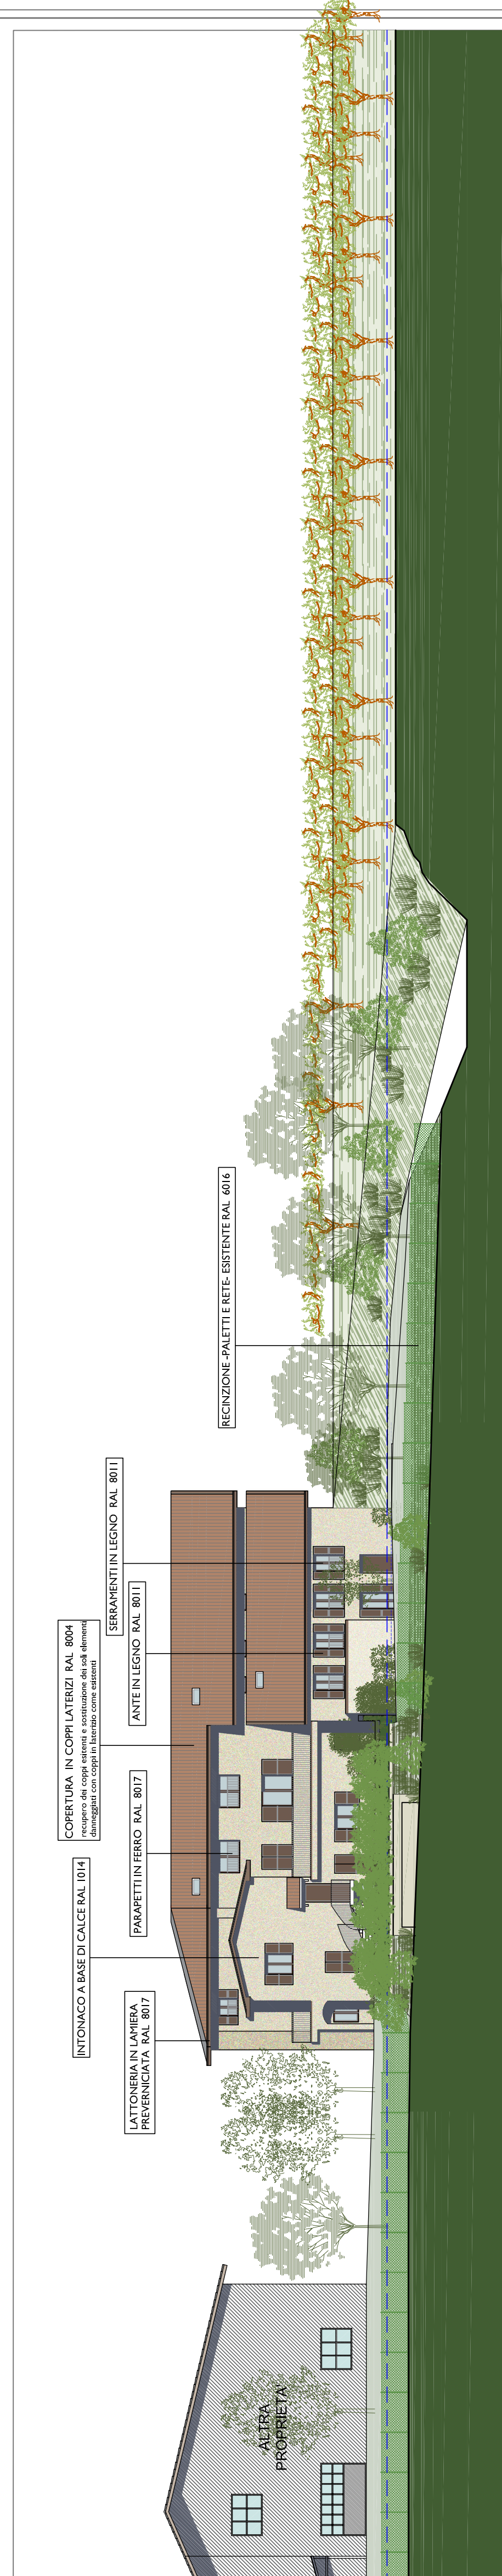 LATTONERIA IN LAMIERA
PREVERNICIATA RAL 8017
INTONACO A BASE DI CALCE RAL 1014
PARAPETTI IN FERRO RAL 8017
COPERTURA IN COPPI LATERIZI RAL 8004
recupero dei coppi esitenti e sostituzione dei soli elementi
danneggiati con coppi in laterizio come esistenti
ANTE IN LEGNO RAL 8011
SERRAMENTI IN LEGNO RAL 8011
RECINZIONE -PALETTI E RETE- ESISTENTE RAL 6016
ALTRA
PROPRIETA'